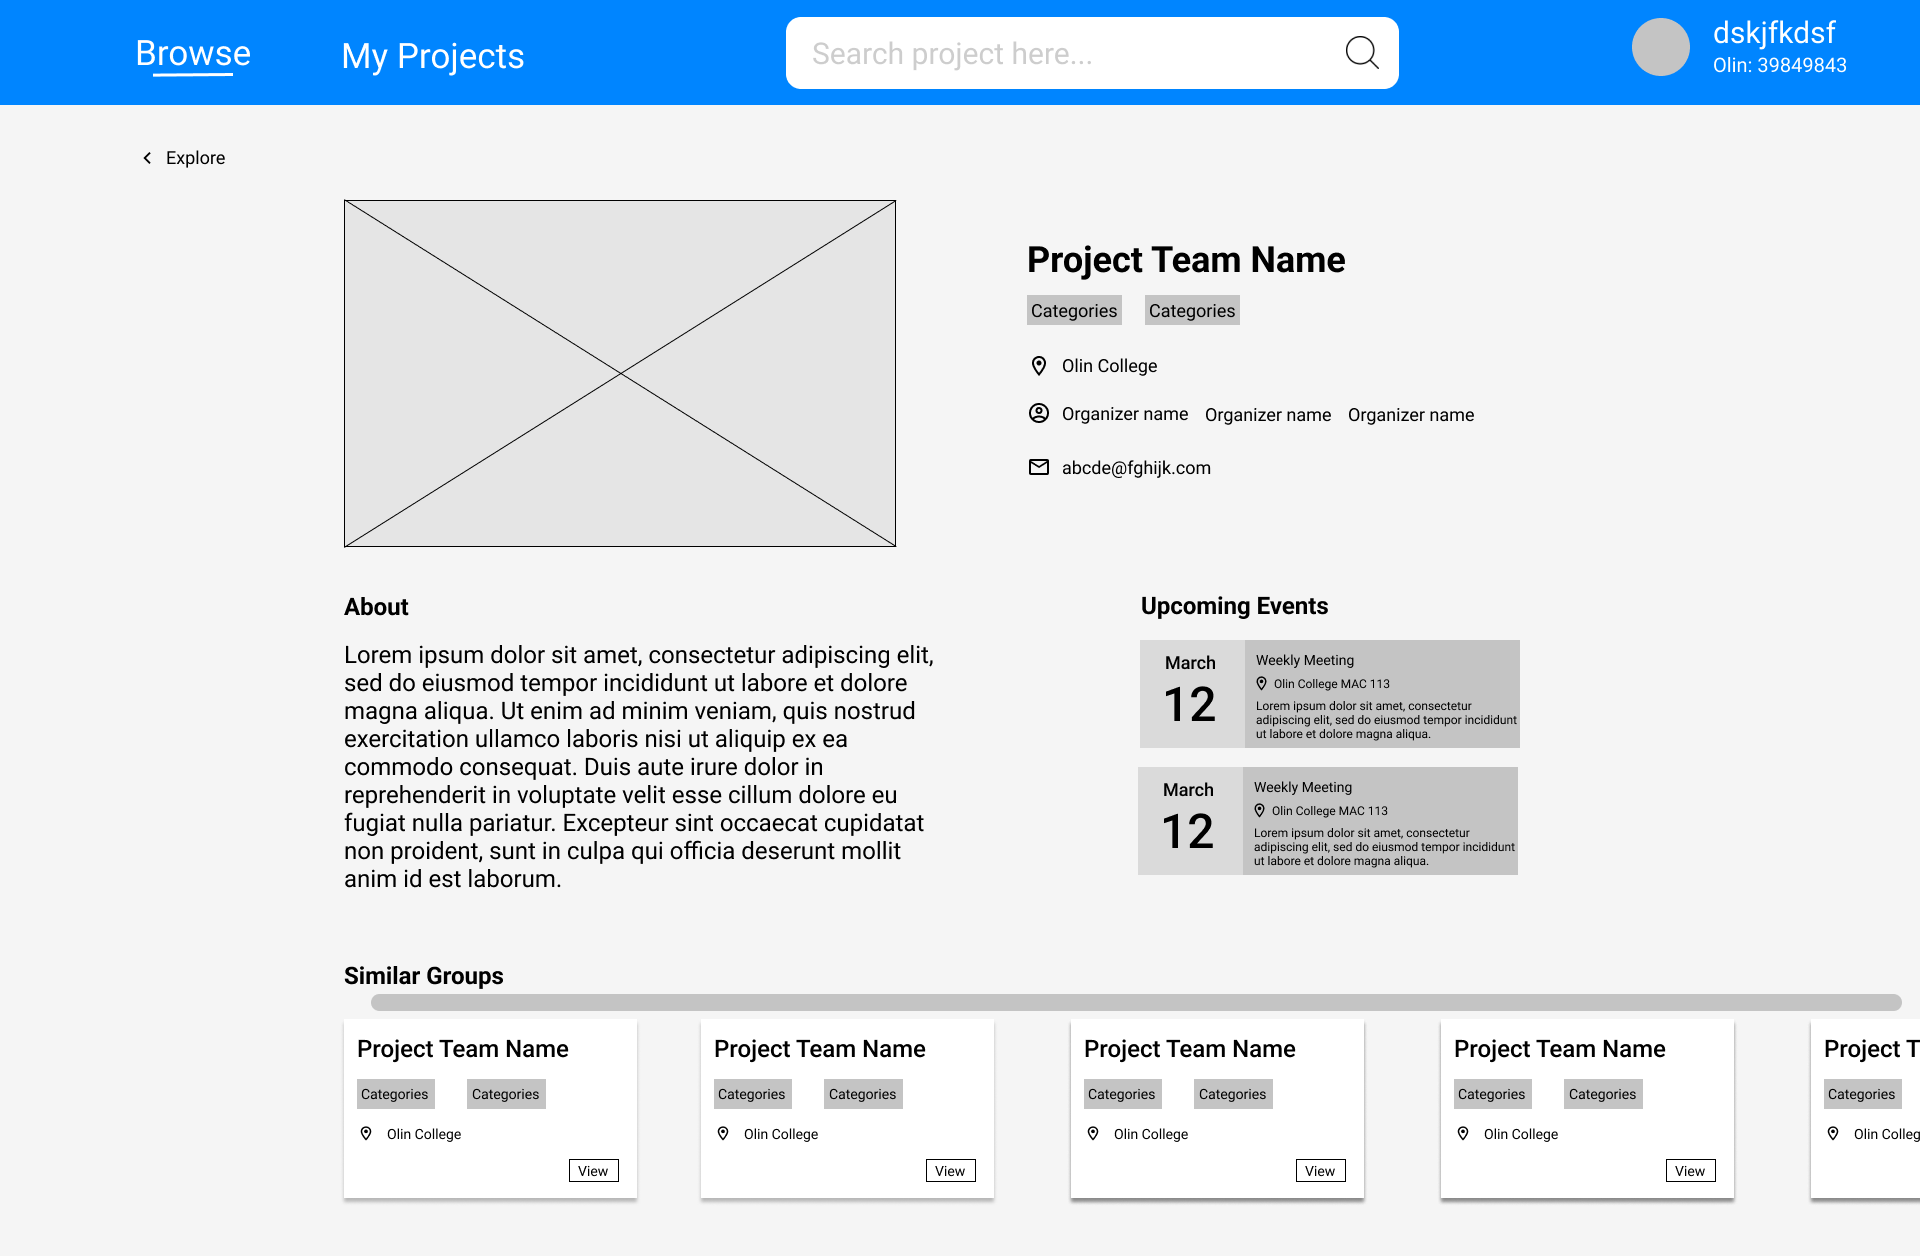 Browse
My Projects
Search project here...
dskjfkdsf
Olin: 39849843
Explore
Project Team Name
Categories Categories
Olin College
Organizer name Organizer name Organizer name
abcde@fghijk.com
About
Lorem ipsum dolor sit amet, consectetur adipiscing elit,
sed do eiusmod tempor incididunt ut labore et dolore
magna aliqua. Ut enim ad minim veniam, quis nostrud
exercitation ullamco laboris nisi ut aliquip ex ea
commodo consequat. Duis aute irure dolor in
reprehenderit in voluptate velit esse cillum dolore eu
fugiat nulla pariatur. Excepteur sint occaecat cupidatat
non proident, sunt in culpa qui officia deserunt mollit
anim id est laborum.
Upcoming Events
March
12
Weekly Meeting
Olin College MAC 113
Lorem ipsum dolor sit amet, consectetur
adipiscing elit, sed do eiusmod tempor incididunt
ut labore et dolore magna aliqua.
March
12
Weekly Meeting
Olin College MAC 113
Lorem ipsum dolor sit amet, consectetur
adipiscing elit, sed do eiusmod tempor incididunt
ut labore et dolore magna aliqua.
Similar Groups
Project Team Name
Categories Categories
Olin College
View
Project Team Name
Categories Categories
Olin College
View
Project Team Name
Categories Categories
Olin College
View
Project Team Name
Categories Categories
Olin College
View
Project T
Categories
Olin Colleg